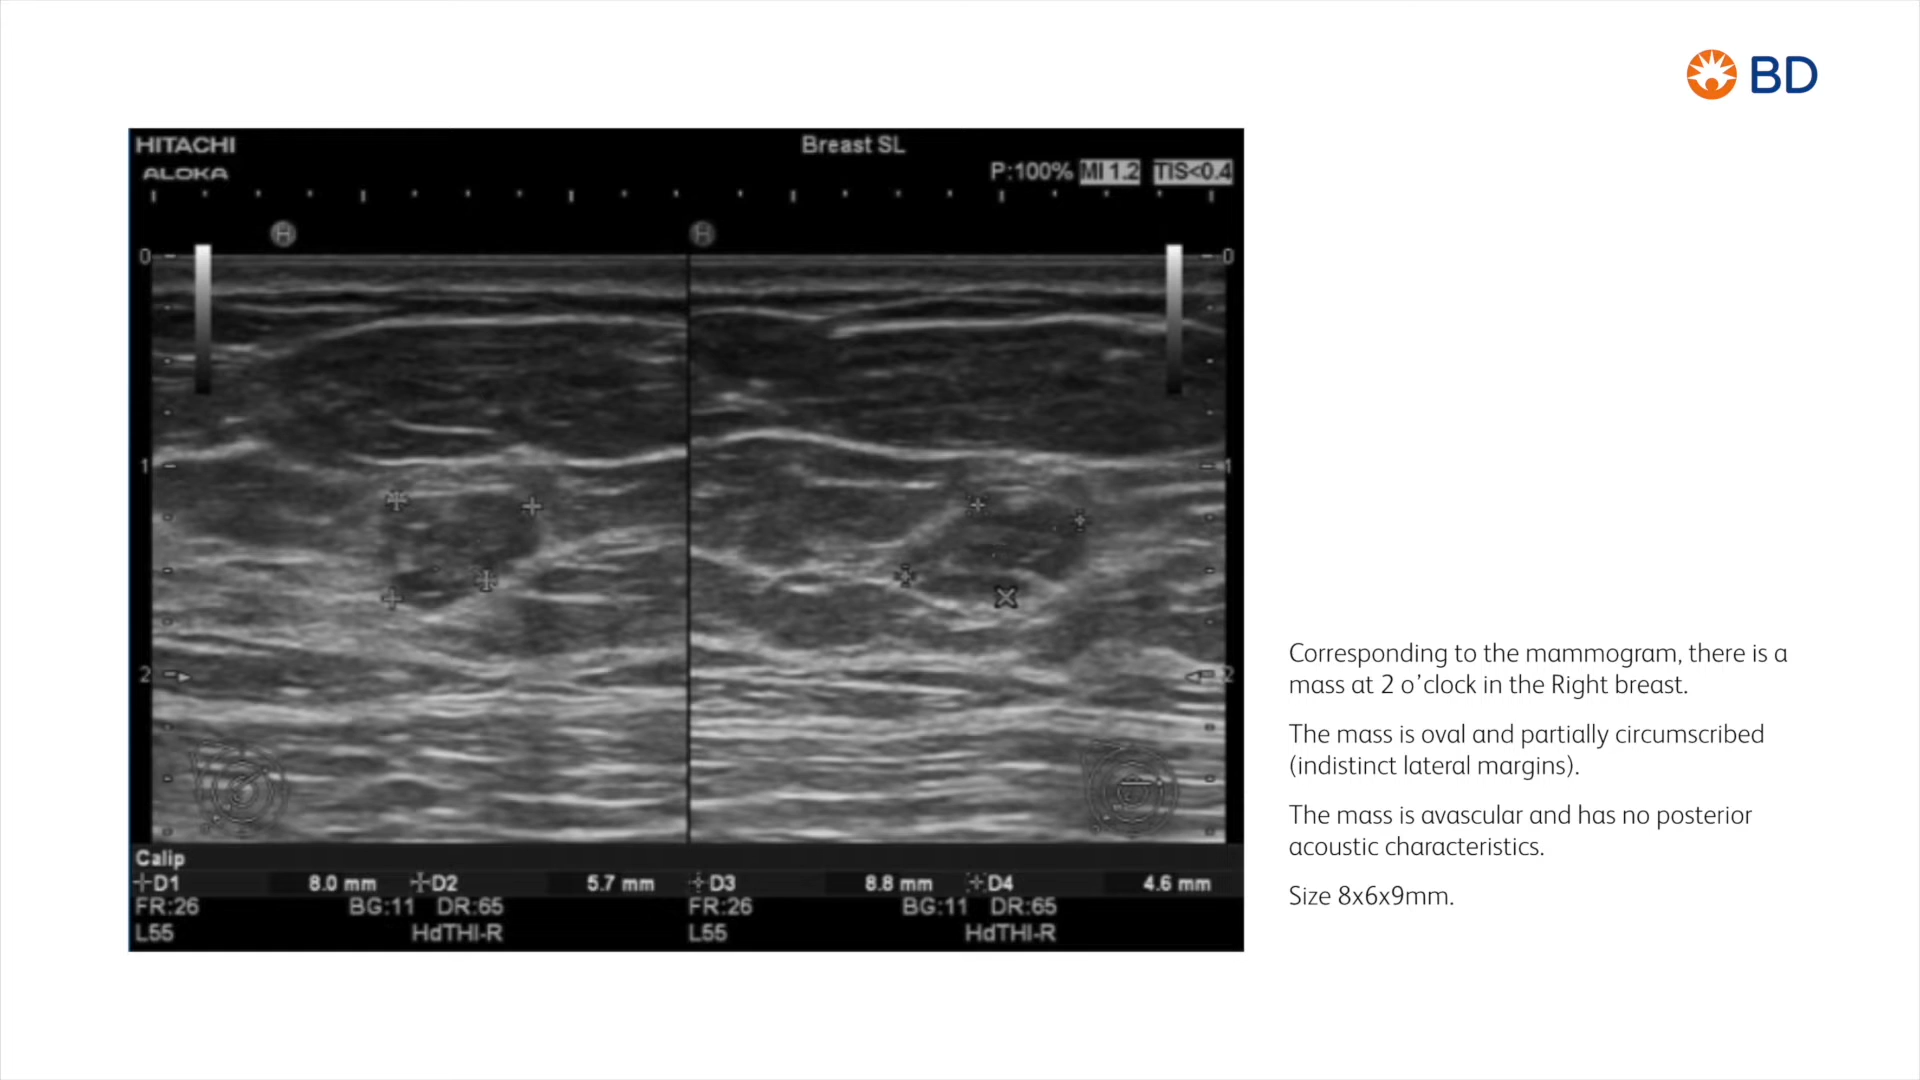 BD
HITACHI
ALOKA
Breast SL
P:100% MI 1.2 TIS<0.4
H H
0 0
1 1
2 2
Calip
D1 8.0 mm D2 5.7 mm D3 8.8 mm D4 4.6 mm
FR:26 BG:11 DR:65 FR:26 BG:11 DR:65
L55 HdTHI-R L55 HdTHI-R
Corresponding to the mammogram, there is a
mass at 2 o’clock in the Right breast.
The mass is oval and partially circumscribed
(indistinct lateral margins).
The mass is avascular and has no posterior
acoustic characteristics.
Size 8x6x9mm.